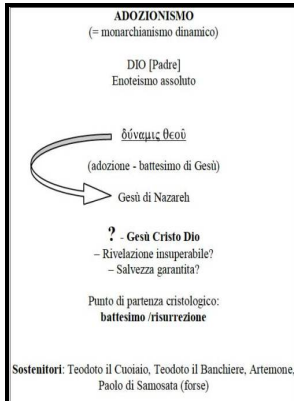 ADOZIONISMO
(= monarchianismo dinamico)
DIO [Padre]
Enoteismo assoluto
δύναμις θεοῦ
(adozione - battesimo di Gesù)
Gesù di Nazareh
? - Gesù Cristo Dio
– Rivelazione insuperabile?
– Salvezza garantita?
Punto di partenza cristologico:
battesimo /risurrezione
Sostenitori: Teodoto il Cuoiaio, Teodoto il Banchiere, Artemone,
Paolo di Samosata (forse)